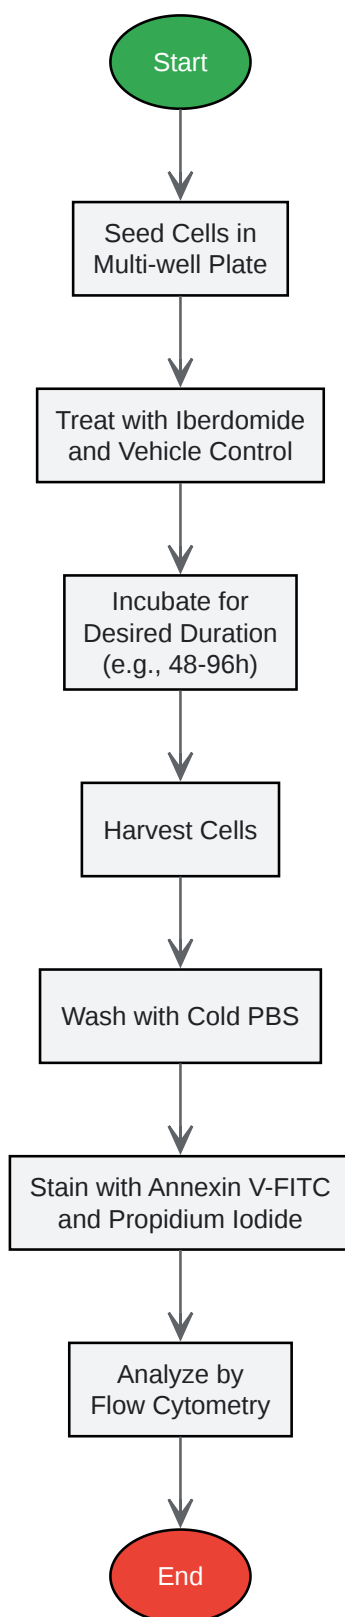 Start
Seed Cells in
Multi-well Plate
Treat with Iberdomide
and Vehicle Control
Incubate for
Desired Duration
(e.g., 48-96h)
Harvest Cells
Wash with Cold PBS
Stain with Annexin V-FITC
and Propidium Iodide
Analyze by
Flow Cytometry
End